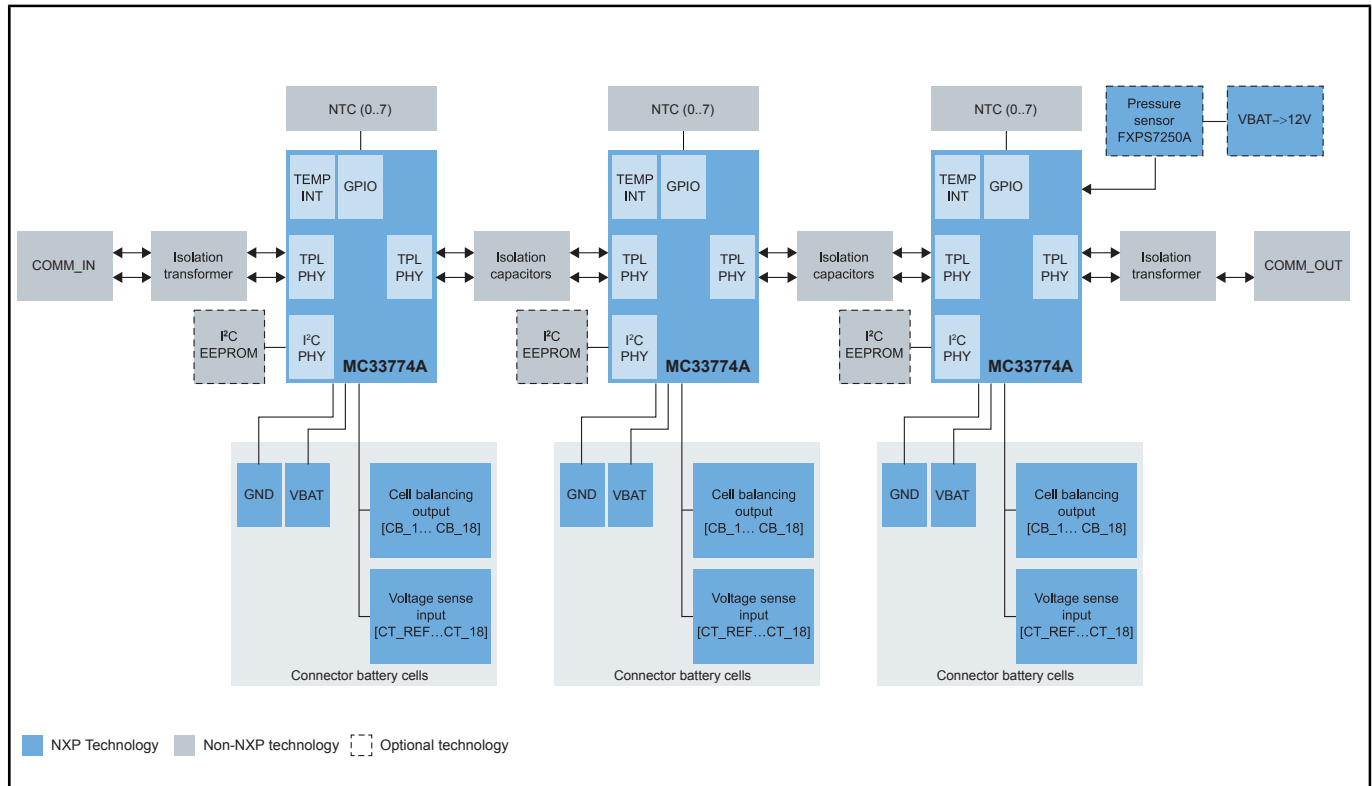 NTC (0..7)
NTC (0..7)
NTC (0..7)
Pressure
sensor
FXPS7250A
VBAT->12V
TEMP
INT
GPIO
TEMP
INT
GPIO
TEMP
INT
GPIO
COMM_IN
Isolation
transformer
TPL
PHY
TPL
PHY
Isolation
capacitors
TPL
PHY
TPL
PHY
Isolation
capacitors
TPL
PHY
TPL
PHY
Isolation
transformer
COMM_OUT
I²C
EEPROM
I²C
PHY
MC33774A
I²C
EEPROM
I²C
PHY
MC33774A
I²C
EEPROM
I²C
PHY
MC33774A
GND
VBAT
Cell balancing
output
[CB_1... CB_18]
Voltage sense
input
[CT_REF...CT_18]
Connector battery cells
GND
VBAT
Cell balancing
output
[CB_1... CB_18]
Voltage sense
input
[CT_REF...CT_18]
Connector battery cells
GND
VBAT
Cell balancing
output
[CB_1... CB_18]
Voltage sense
input
[CT_REF...CT_18]
Connector battery cells
NXP Technology
Non-NXP technology
Optional technology